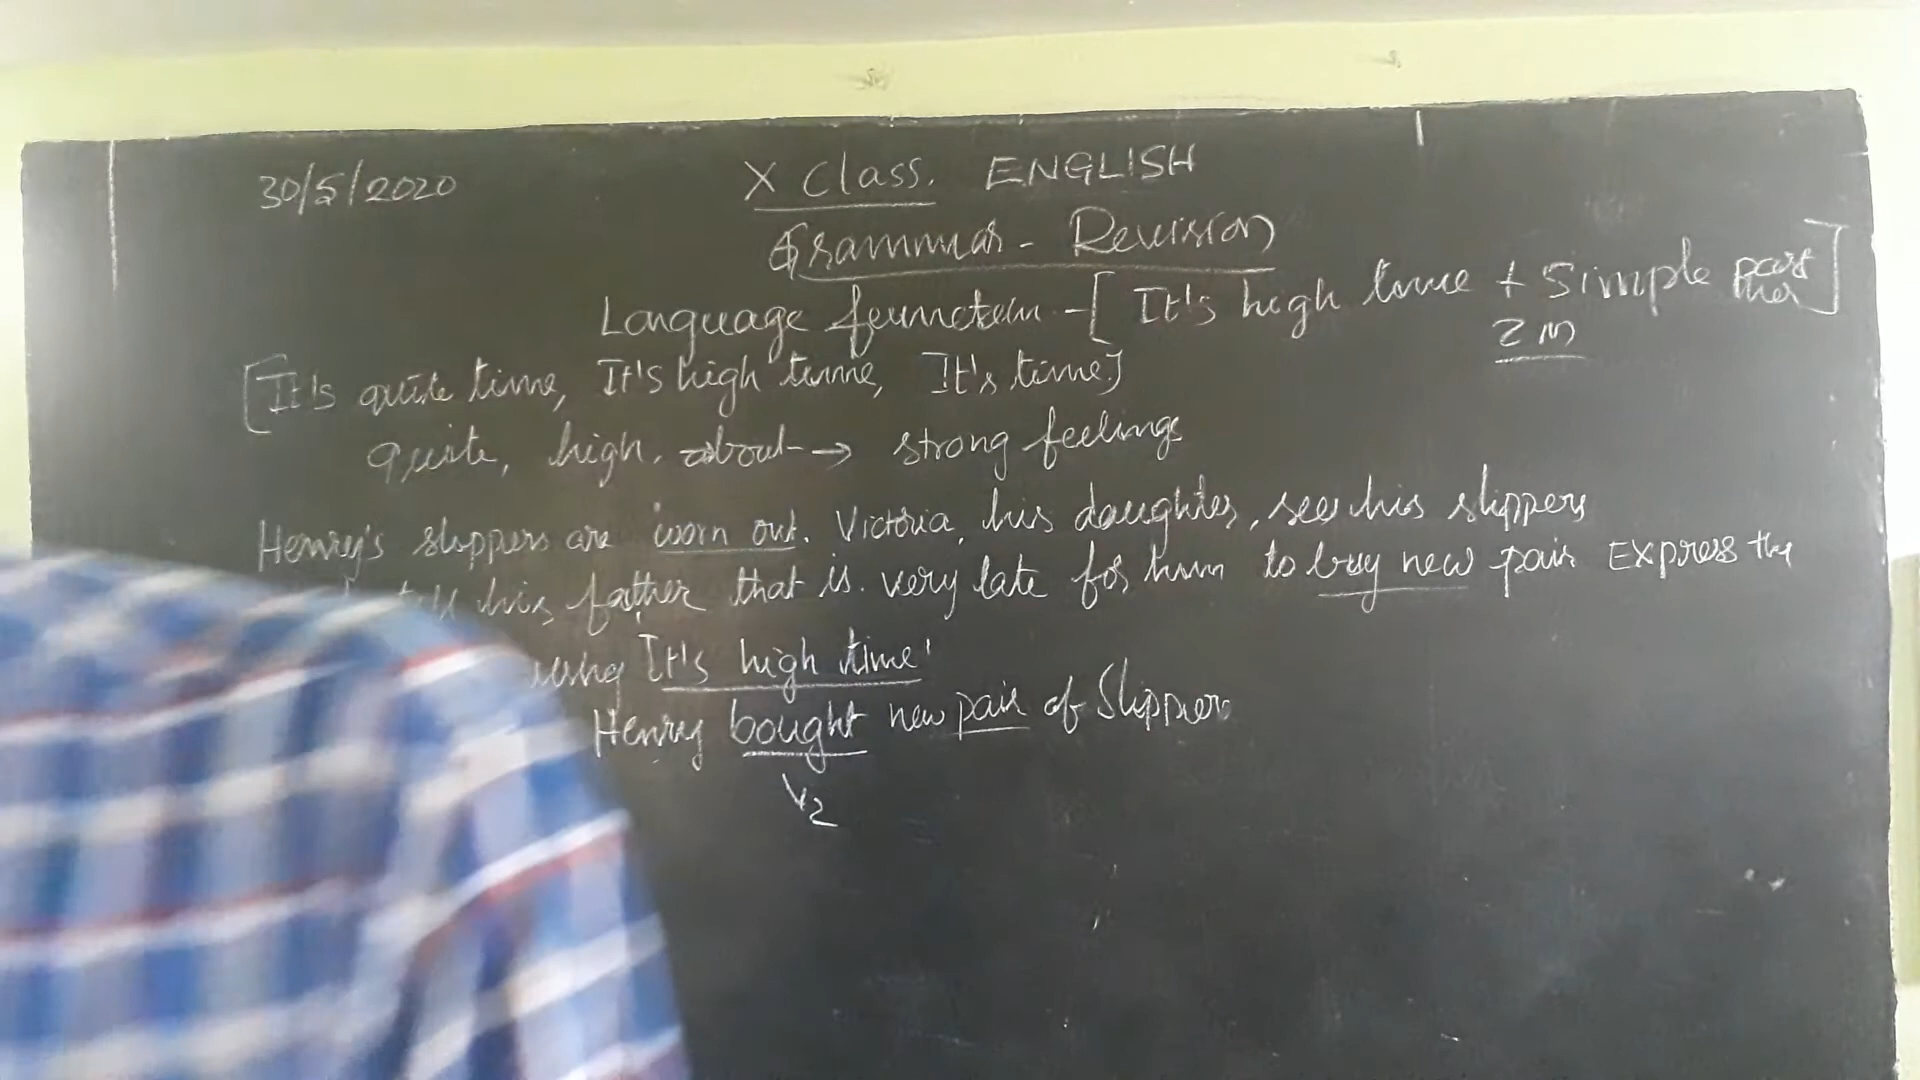 30/5/2020
X Class. ENGLISH
Grammar - Revision
Language function - [It's high time + Simple past]
2 m
[It's quite time, It's high time, It's time]
quite, high, about → strong feelings
Henry's slippers are worn out. Victoria, his daughter, see his slippers
his father that is very late for him to buy new pair Express the
using It's high time'
Henry bought new pair of Slippers
V2